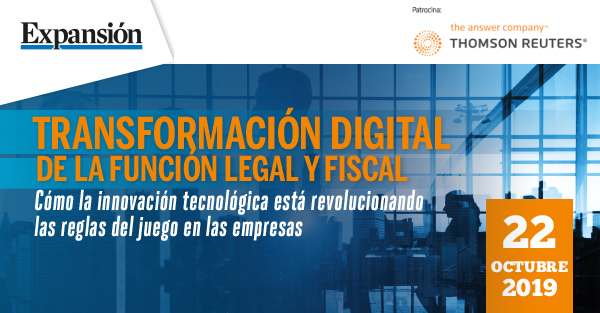 Expansión
Patrocina:
the answer company™
THOMSON REUTERS®
TRANSFORMACIÓN DIGITAL
DE LA FUNCIÓN LEGAL Y FISCAL
Cómo la innovación tecnológica está revolucionando
las reglas del juego en las empresas
22
OCTUBRE
2019